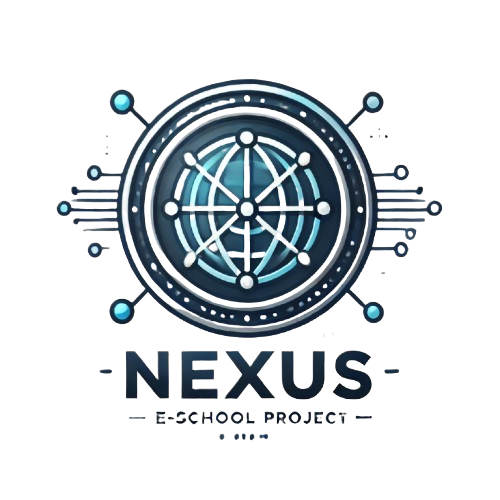 - NEXUS -
— E-SCHOOL PROJECT —